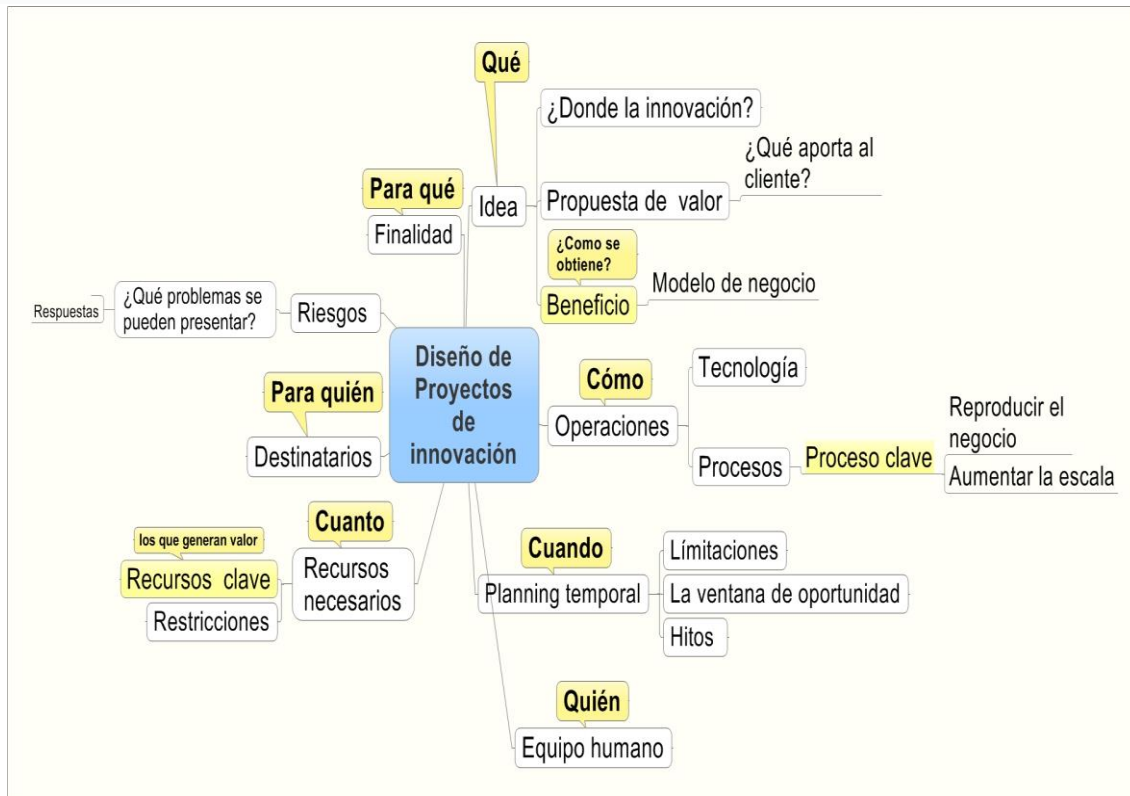 Qué
¿Donde la innovación?
¿Qué aporta al
cliente?
Para qué
Idea
Propuesta de valor
Finalidad
¿Como se
obtiene?
Beneficio
Modelo de negocio
Respuestas
¿Qué problemas se
pueden presentar?
Riesgos
Diseño de
Proyectos
de
innovación
Cómo
Tecnología
Para quién
Operaciones
Destinatarios
Procesos
Proceso clave
Reproducir el
negocio
Aumentar la escala
Cuanto
los que generan valor
Recursos clave
Recursos
necesarios
Restricciones
Cuando
Planning temporal
Límitaciones
La ventana de oportunidad
Hitos
Quién
Equipo humano